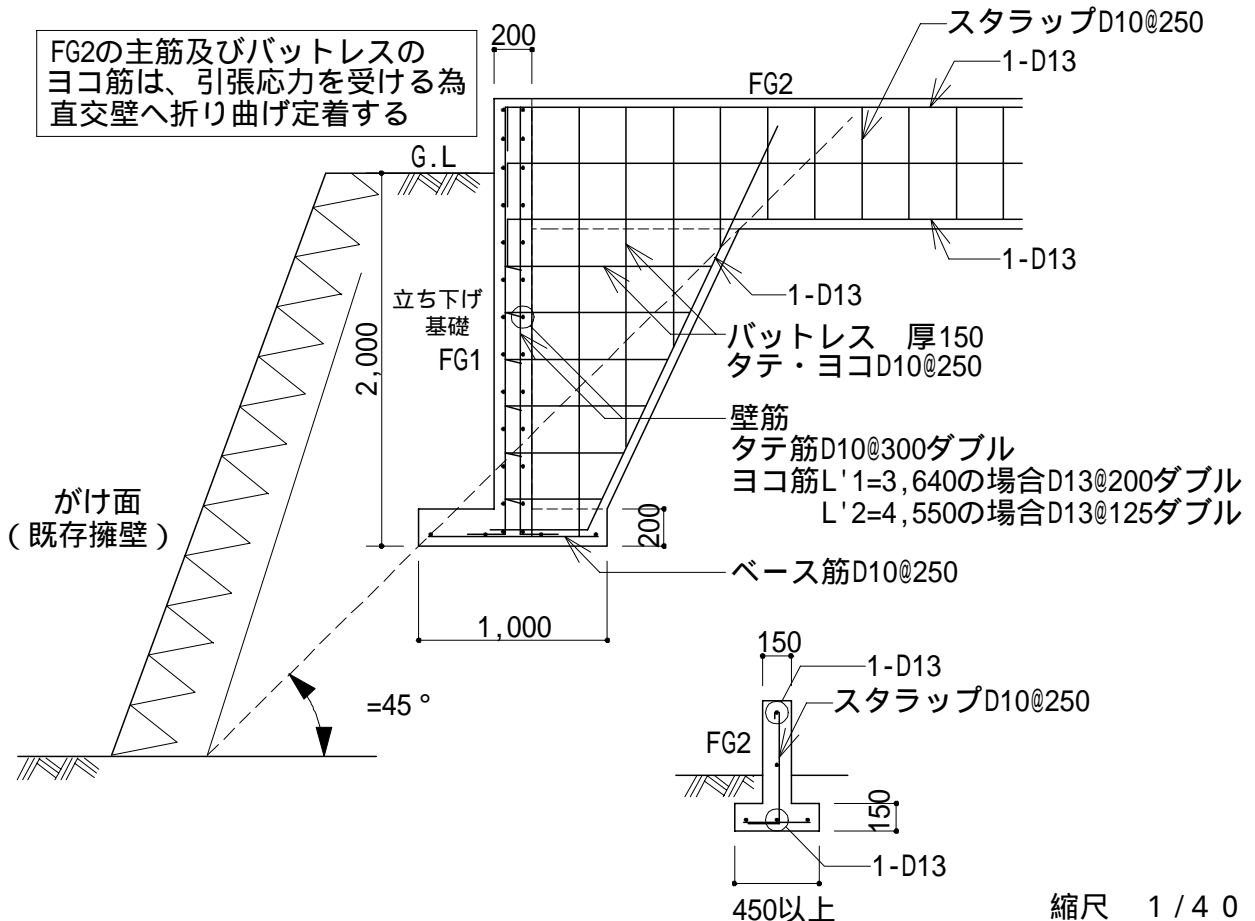 FG2の主筋及びバットレスの
ヨコ筋は、引張応力を受ける為
直交壁へ折り曲げ定着する
200
スタラップD10@250
1-D13
FG2
G.L
1-D13
1-D13
立ち下げ
基礎
FG1
2,000
バットレス 厚150
タテ・ヨコD10@250
壁筋
タテ筋D10@300ダブル
ヨコ筋L'1=3,640の場合D13@200ダブル
L'2=4,550の場合D13@125ダブル
がけ面
(既存擁壁)
200
ベース筋D10@250
1,000
=45°
150
1-D13
スタラップD10@250
FG2
150
1-D13
450以上
縮尺 1/40